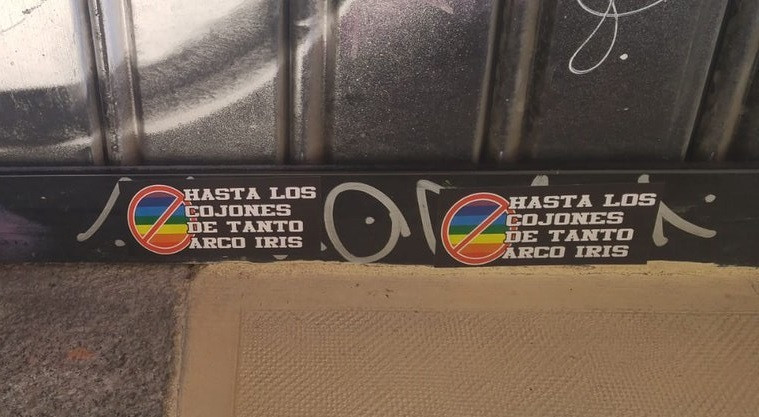 HASTA LOS
COJONES
DE TANTO
ARCO IRIS
HASTA LOS
COJONES
DE TANTO
ARCO IRIS